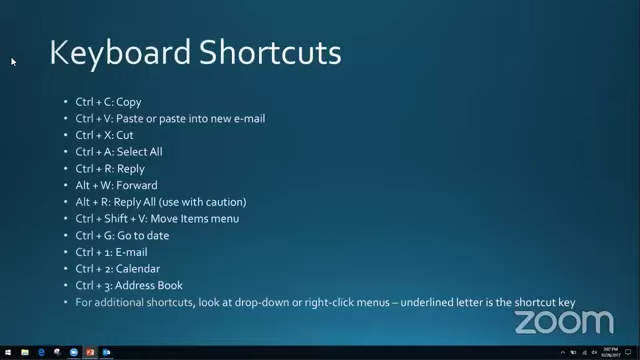 Keyboard Shortcuts
• Ctrl + C: Copy
• Ctrl + V: Paste or paste into new e-mail
• Ctrl + X: Cut
• Ctrl + A: Select All
• Ctrl + R: Reply
• Alt + W: Forward
• Alt + R: Reply All (use with caution)
• Ctrl + Shift + V: Move Items menu
• Ctrl + G: Go to date
• Ctrl + 1: E-mail
• Ctrl + 2: Calendar
• Ctrl + 3: Address Book
• For additional shortcuts, look at drop-down or right-click menus – underlined letter is the shortcut key
zoom